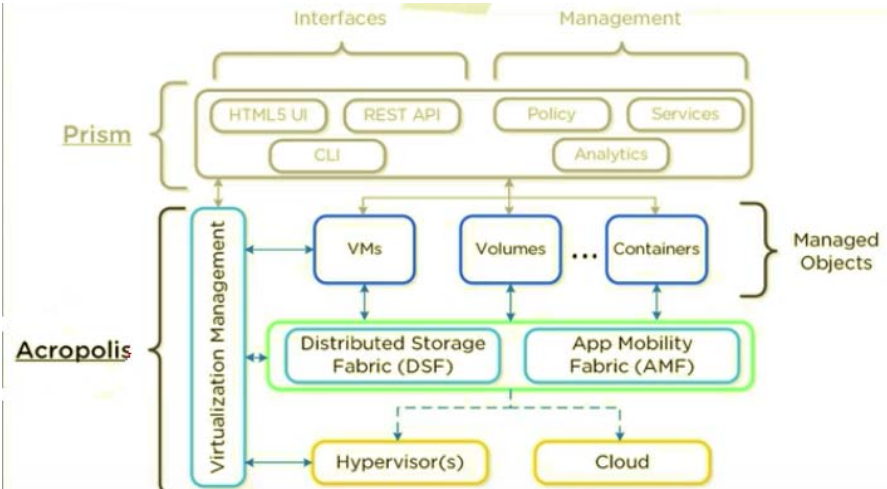 Interfaces
Management
Prism
HTML5 UI
REST API
CLI
Policy
Services
Analytics
Acropolis
Virtualization Management
VMs
Volumes
...
Containers
Managed
Objects
Distributed Storage
Fabric (DSF)
App Mobility
Fabric (AMF)
Hypervisor(s)
Cloud